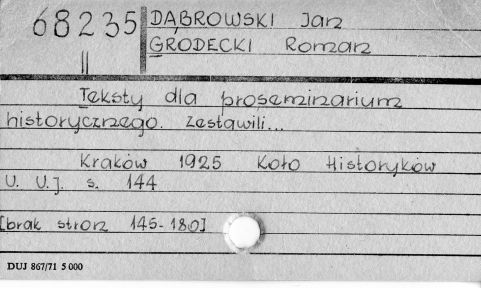 68235 DĄBROWSKI Jan
II GRODECKI Roman
Teksty dla proseminarium
historycznego. Zestawili...
Kraków 1925 Koło Historyków
U. U.J. s. 144
[brak stron 145-180]
DUJ 867/71 5 000